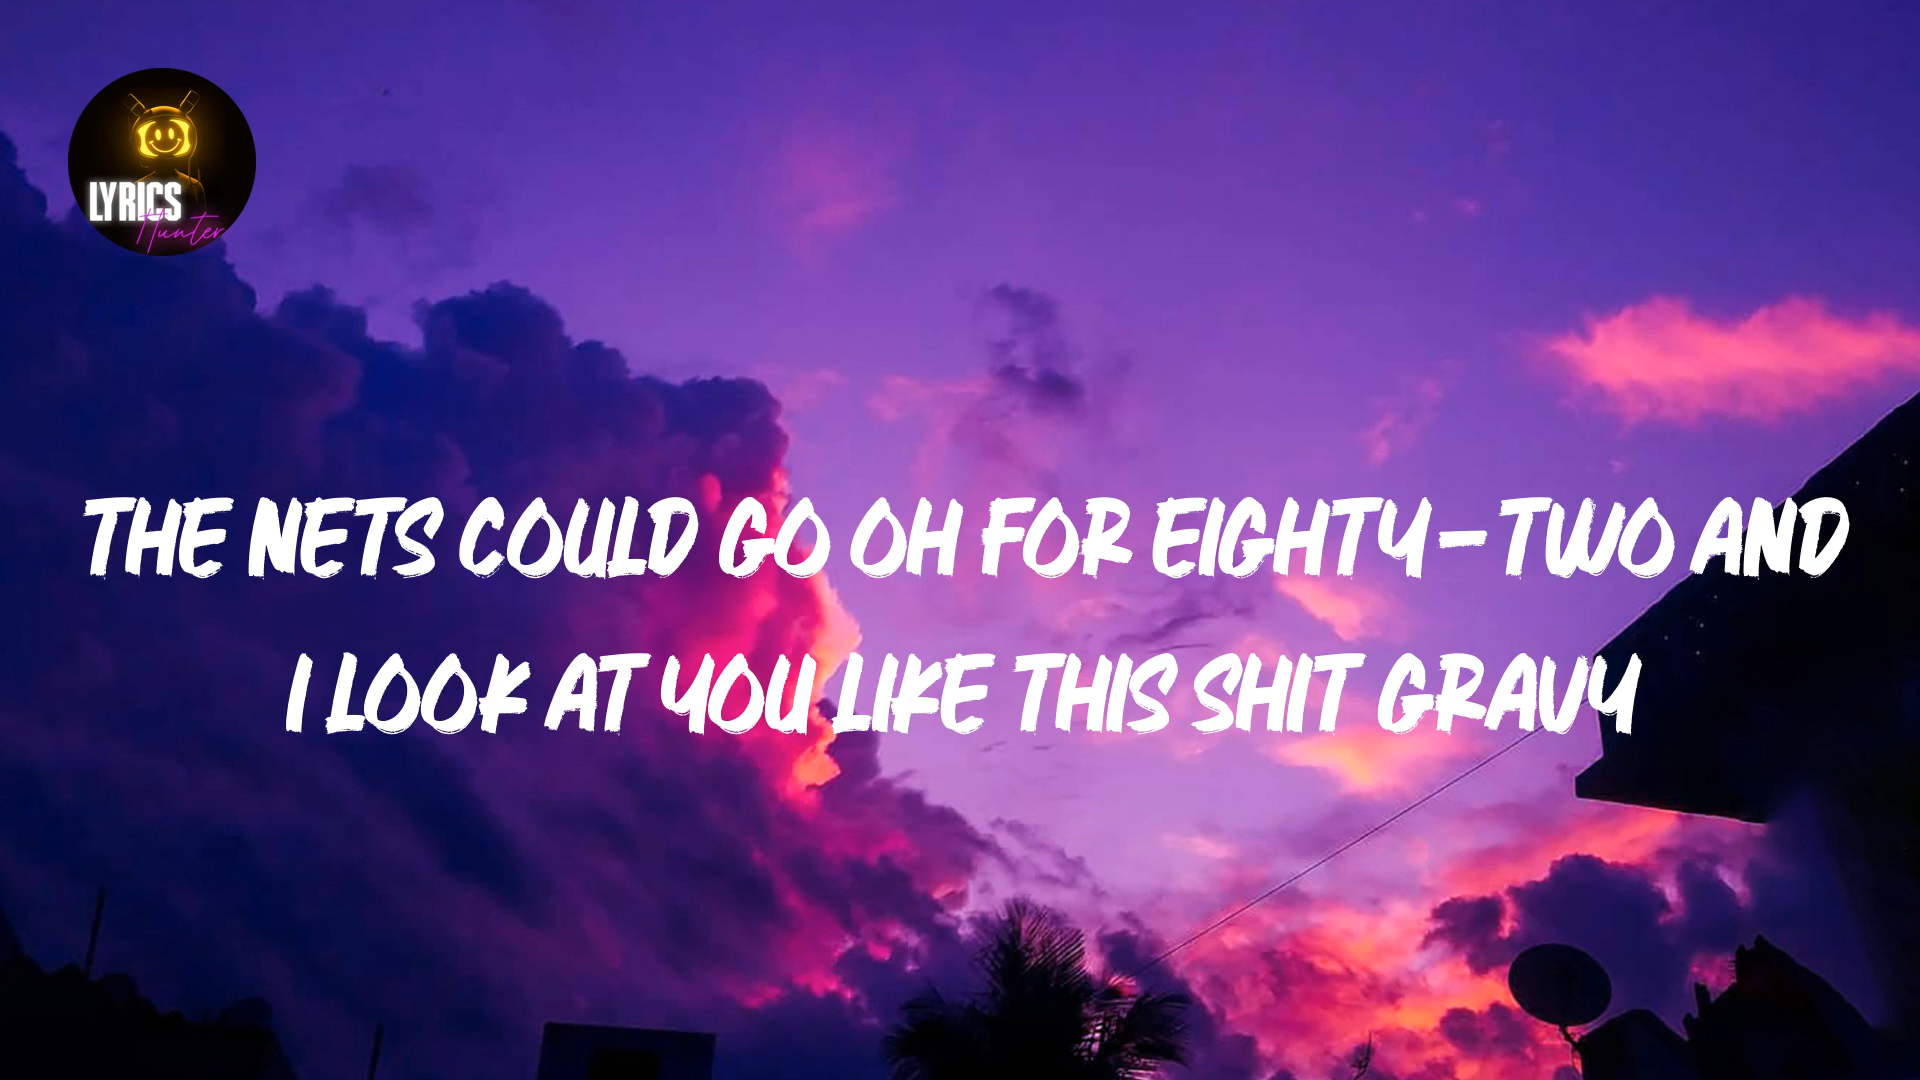 LYRICS
Hunter
THE NETS COULD GO OH FOR EIGHTY-TWO AND
I LOOK AT YOU LIKE THIS SHIT GRAVY